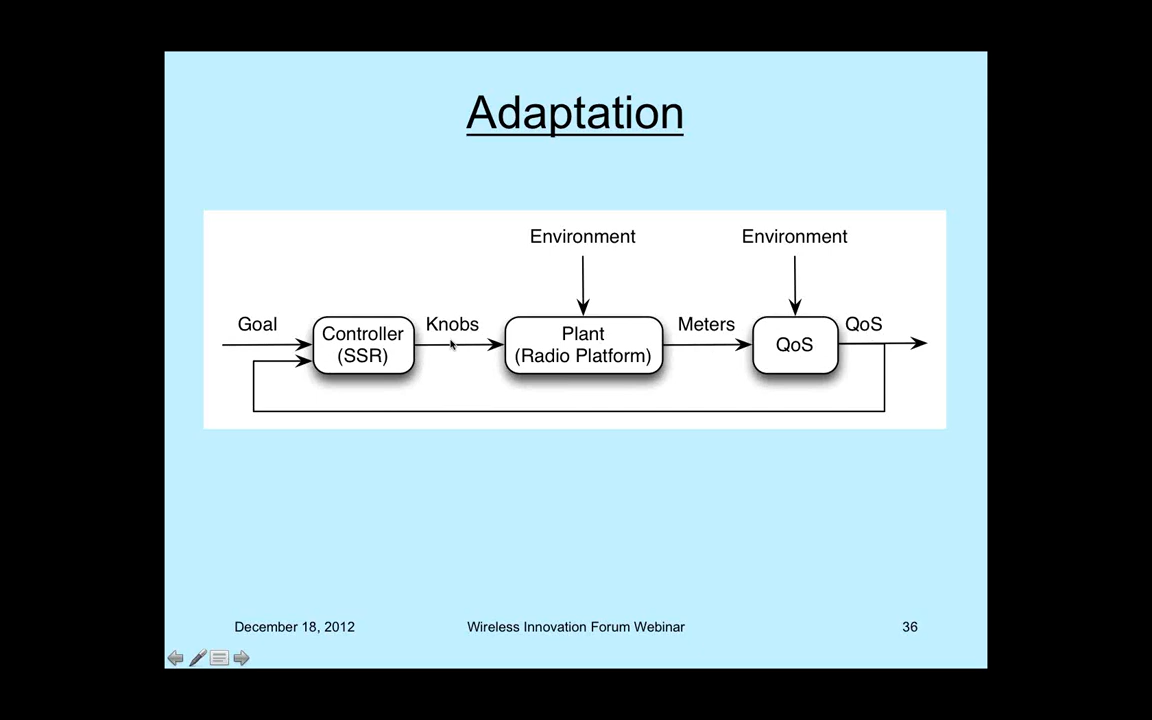 Adaptation
Environment
Environment
Goal
Controller
(SSR)
Knobs
Plant
(Radio Platform)
Meters
QoS
QoS
December 18, 2012
Wireless Innovation Forum Webinar
36